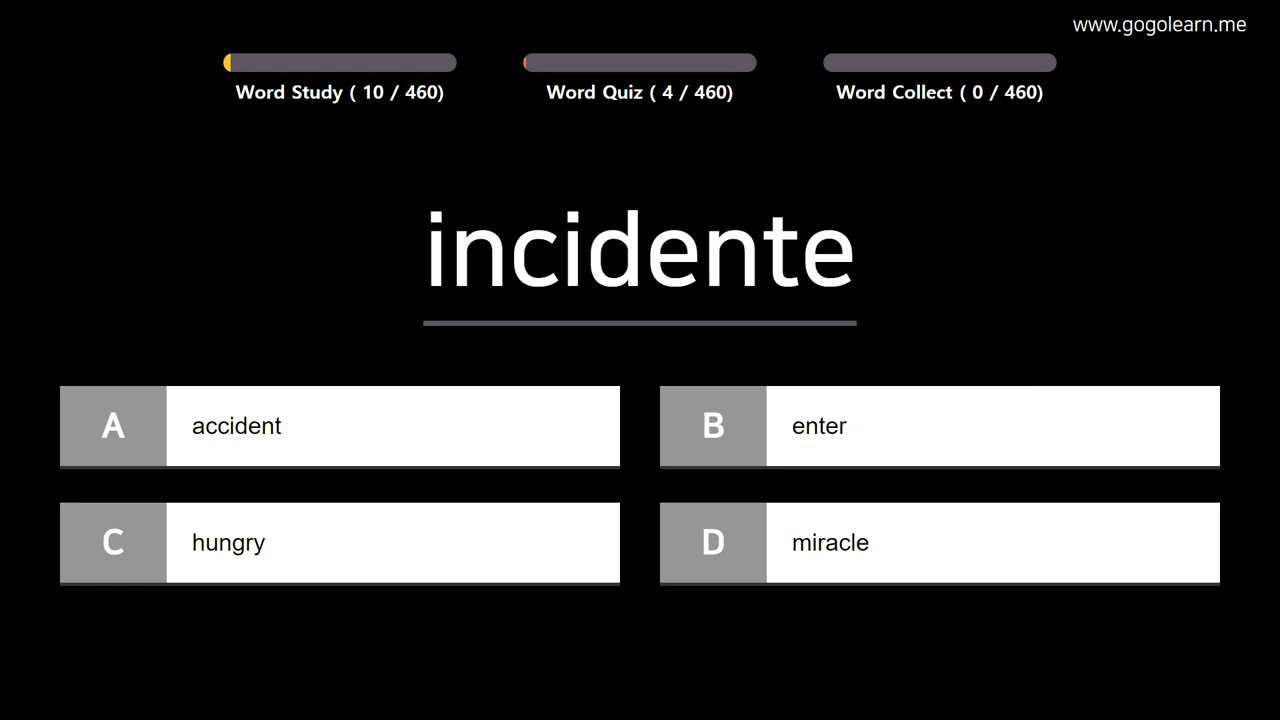 www.gogolearn.me
Word Study ( 10 / 460)
Word Quiz ( 4 / 460)
Word Collect ( 0 / 460)
incidente
A accident
B enter
C hungry
D miracle